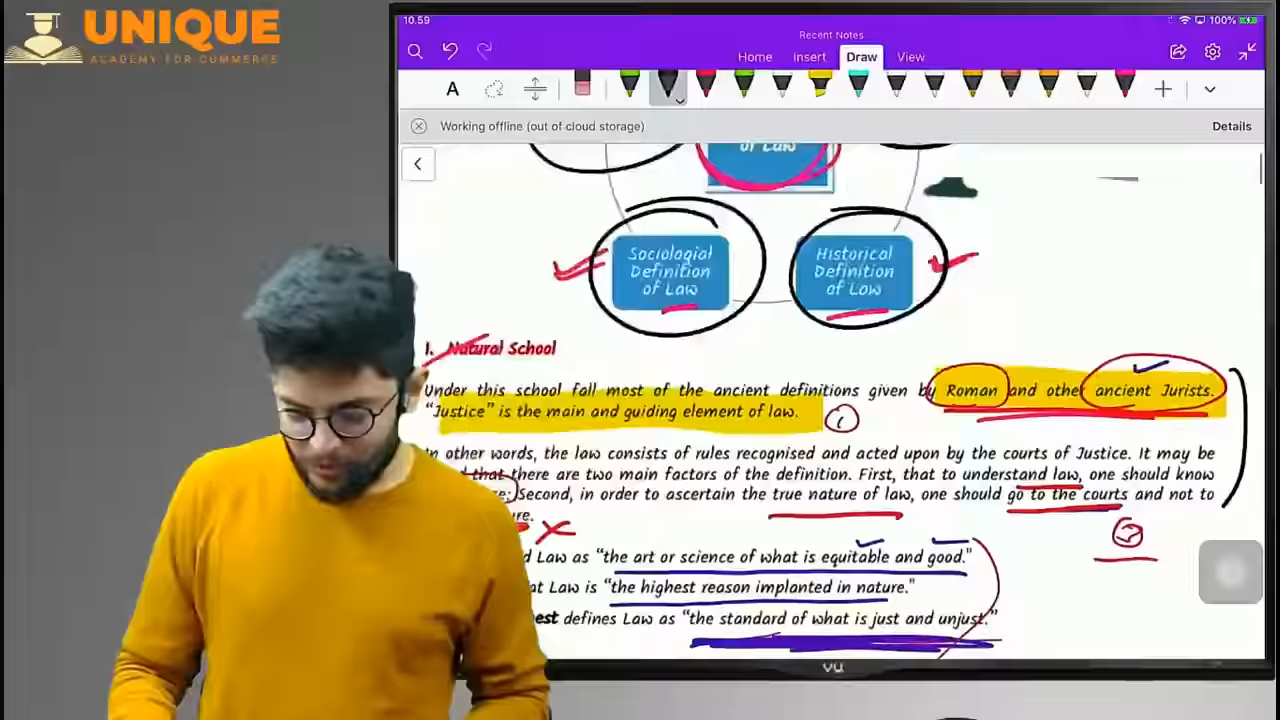 UNIQUE
ACADEMY FOR COMMERCE
10.59
100%
Recent Notes
Home Insert Draw View
A
Working offline (out of cloud storage)
Details
of Law
Sociologial
Definition
of Law
Historical
Definition
of Law
I. Natural School
Under this school fall most of the ancient definitions given by Roman and other ancient Jurists.
“Justice” is the main and guiding element of law.
In other words, the law consists of rules recognised and acted upon by the courts of Justice. It may be
that there are two main factors of the definition. First, that to understand law, one should know
Second, in order to ascertain the true nature of law, one should go to the courts and not to
Law as “the art or science of what is equitable and good.”
Law is “the highest reason implanted in nature.”
defines Law as “the standard of what is just and unjust.”
vu